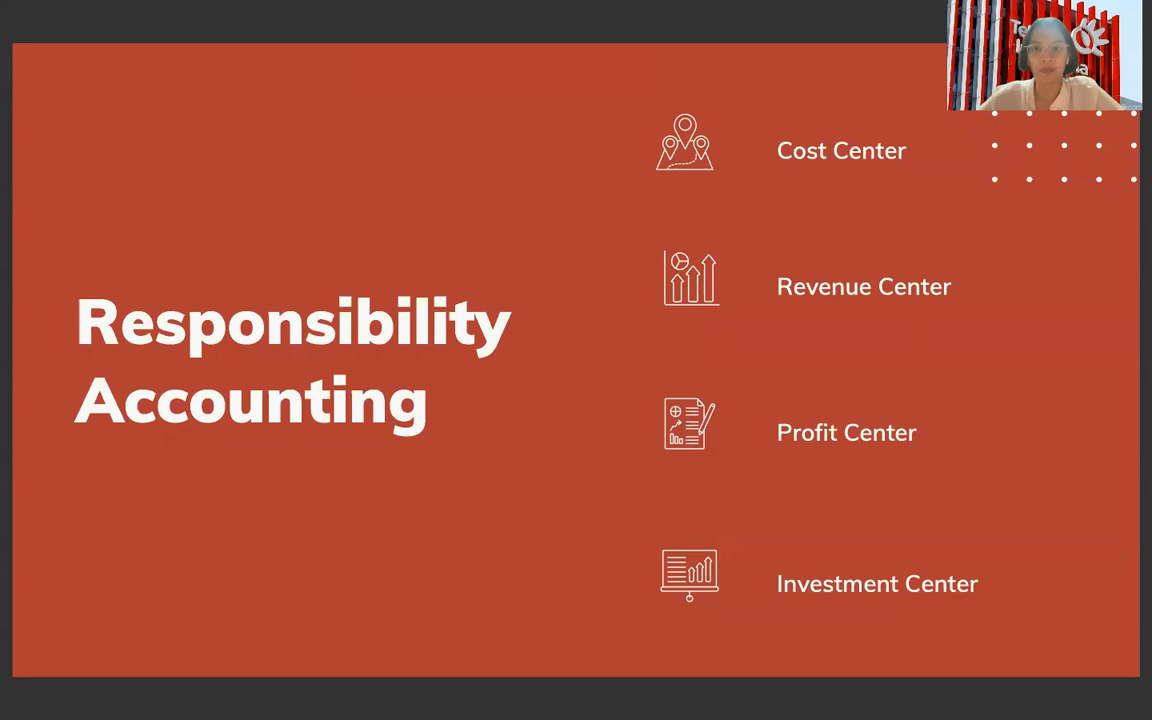 Responsibility
Accounting
Cost Center
Revenue Center
Profit Center
Investment Center